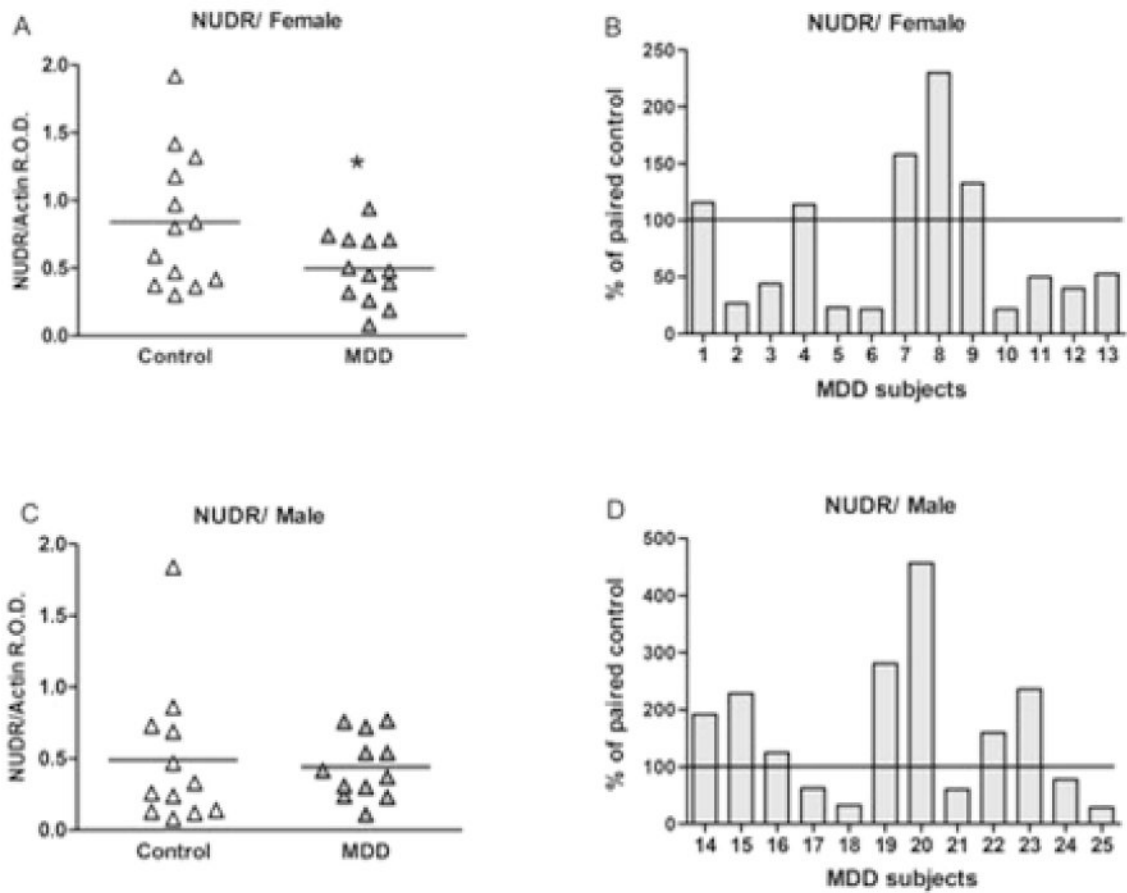 A
NUDR/ Female
NUDR/Actin R.O.D.
2.0
1.5
1.0
0.5
0.0
*
Control MDD
B
NUDR/ Female
% of paired control
250
200
150
100
50
0
1 2 3 4 5 6 7 8 9 10 11 12 13
MDD subjects
C
NUDR/ Male
NUDR/Actin R.O.D.
2.0
1.5
1.0
0.5
0.0
Control MDD
D
NUDR/ Male
% of paired control
500
400
300
200
100
0
14 15 16 17 18 19 20 21 22 23 24 25
MDD subjects